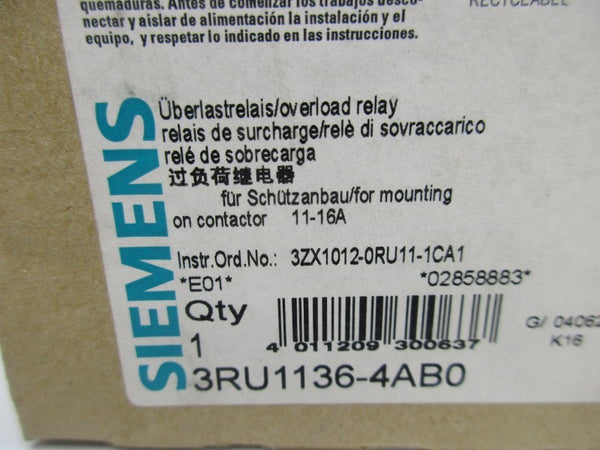 quemaduras. Antes de comenzar los trabajos desco-
nectar y aislar de alimentación la instalación y el
equipo, y respetar lo indicado en las instrucciones.
RECYCLEABLE
SIEMENS
Überlastrelais/overload relay
relais de surcharge/relè di sovraccarico
relé de sobrecarga
过负荷继电器
für Schützanbau/for mounting
on contactor 11-16A
Instr.Ord.No.: 3ZX1012-0RU11-1CA1
*E01* *02858883*
Qty
1
4 011209 300637
G/ 04062
K16
3RU1136-4AB0